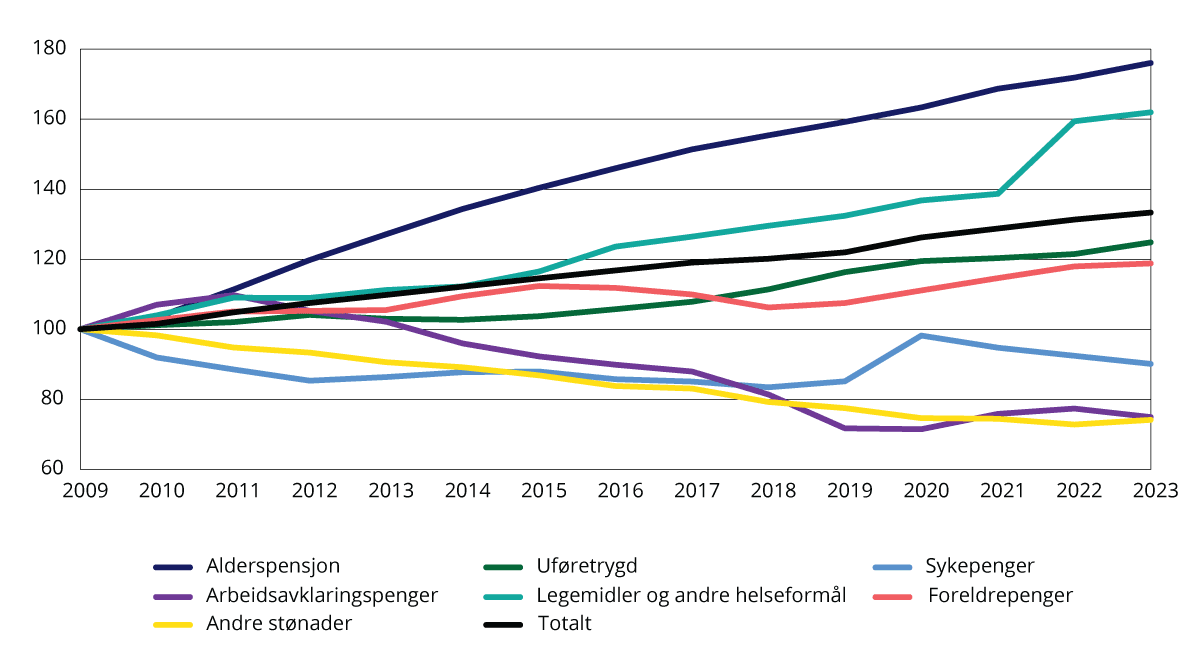 180
160
140
120
100
80
60
2009 2010 2011 2012 2013 2014 2015 2016 2017 2018 2019 2020 2021 2022 2023
Alderspensjon Uføretrygd Sykepenger
Arbeidsavklaringspenger Legemidler og andre helseformål Foreldrepenger
Andre stønader Totalt